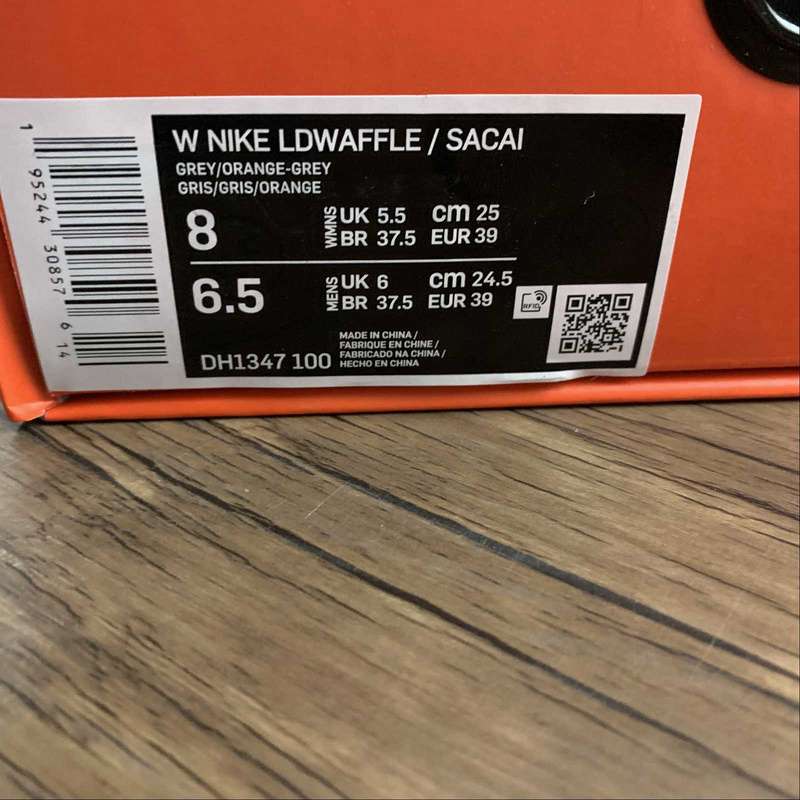 W NIKE LDWAFFLE / SACAI
GREY/ORANGE-GREY
GRIS/GRIS/ORANGE
8 WMNS UK 5.5 cm 25
BR 37.5 EUR 39
6.5 MENS UK 6 cm 24.5
BR 37.5 EUR 39
RFID
DH1347 100
MADE IN CHINA /
FABRIQUE EN CHINE /
FABRICADO NA CHINA /
HECHO EN CHINA
1 95244 30857 6 14